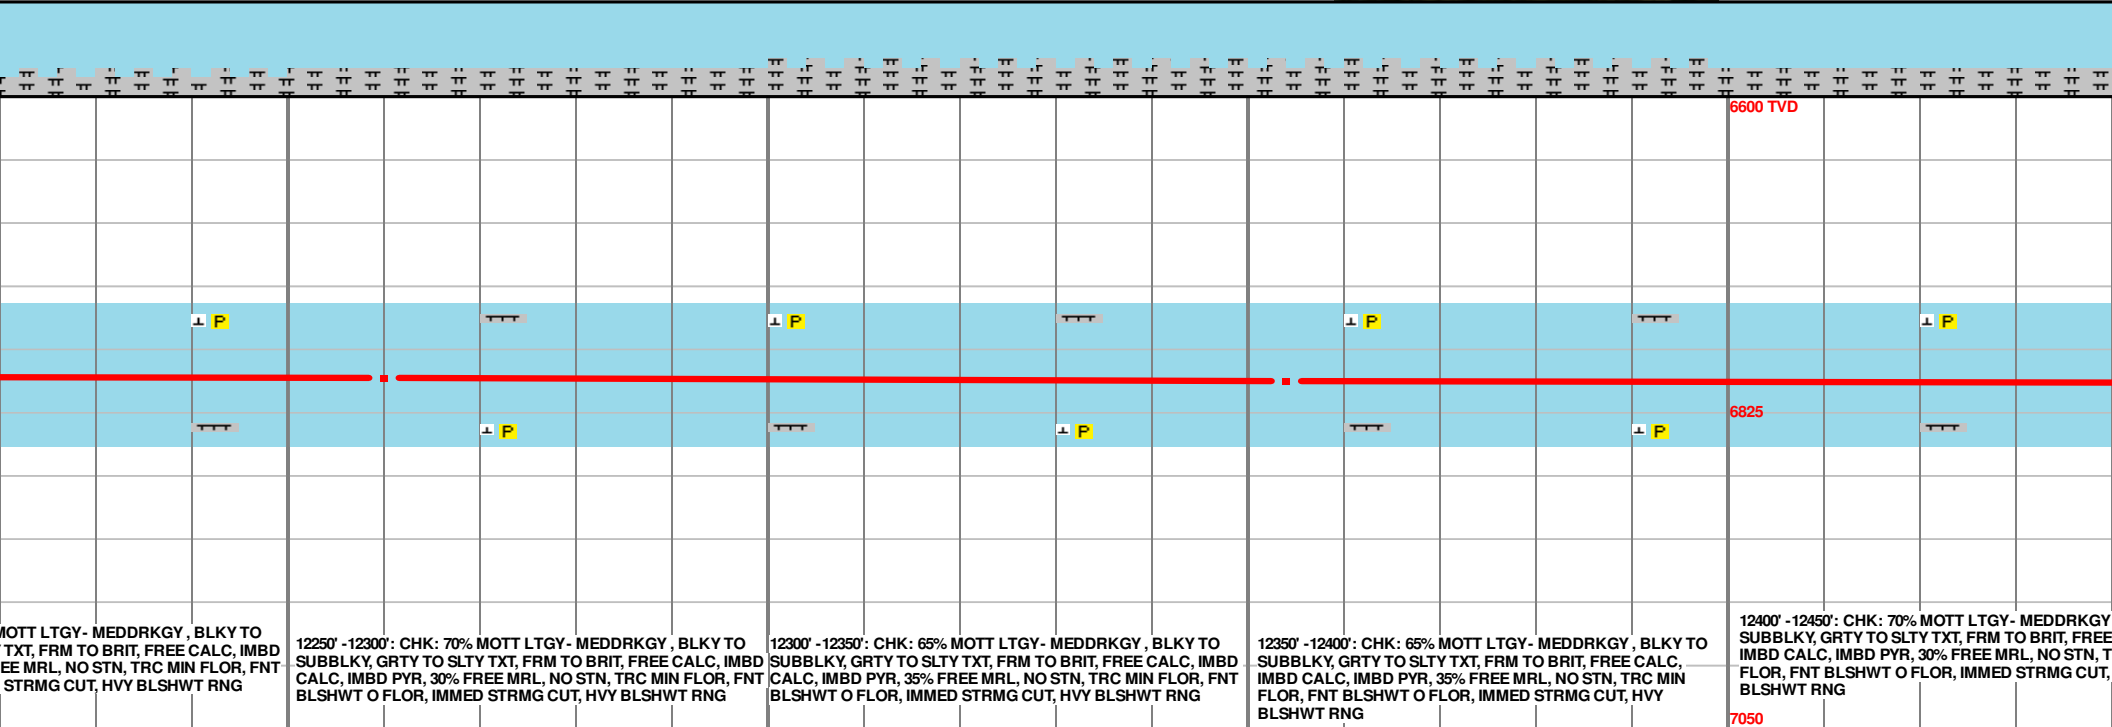 6600 TVD
P
P
P
P
6825
P
P
P
MOTT LTGY- MEDDRKGY , BLKY TO
TXT, FRM TO BRIT, FREE CALC, IMBD
EE MRL, NO STN, TRC MIN FLOR, FNT
STRMG CUT, HVY BLSHWT RNG
12250' -12300': CHK: 70% MOTT LTGY- MEDDRKGY , BLKY TO
SUBBLKY, GRTY TO SLTY TXT, FRM TO BRIT, FREE CALC, IMBD
CALC, IMBD PYR, 30% FREE MRL, NO STN, TRC MIN FLOR, FNT
BLSHWT O FLOR, IMMED STRMG CUT, HVY BLSHWT RNG
12300' -12350': CHK: 65% MOTT LTGY- MEDDRKGY , BLKY TO
SUBBLKY, GRTY TO SLTY TXT, FRM TO BRIT, FREE CALC, IMBD
CALC, IMBD PYR, 35% FREE MRL, NO STN, TRC MIN FLOR, FNT
BLSHWT O FLOR, IMMED STRMG CUT, HVY BLSHWT RNG
12350' -12400': CHK: 65% MOTT LTGY- MEDDRKGY , BLKY TO
SUBBLKY, GRTY TO SLTY TXT, FRM TO BRIT, FREE CALC,
IMBD CALC, IMBD PYR, 35% FREE MRL, NO STN, TRC MIN
FLOR, FNT BLSHWT O FLOR, IMMED STRMG CUT, HVY
BLSHWT RNG
12400' -12450': CHK: 70% MOTT LTGY- MEDDRKGY
SUBBLKY, GRTY TO SLTY TXT, FRM TO BRIT, FREE
IMBD CALC, IMBD PYR, 30% FREE MRL, NO STN, T
FLOR, FNT BLSHWT O FLOR, IMMED STRMG CUT,
BLSHWT RNG
7050